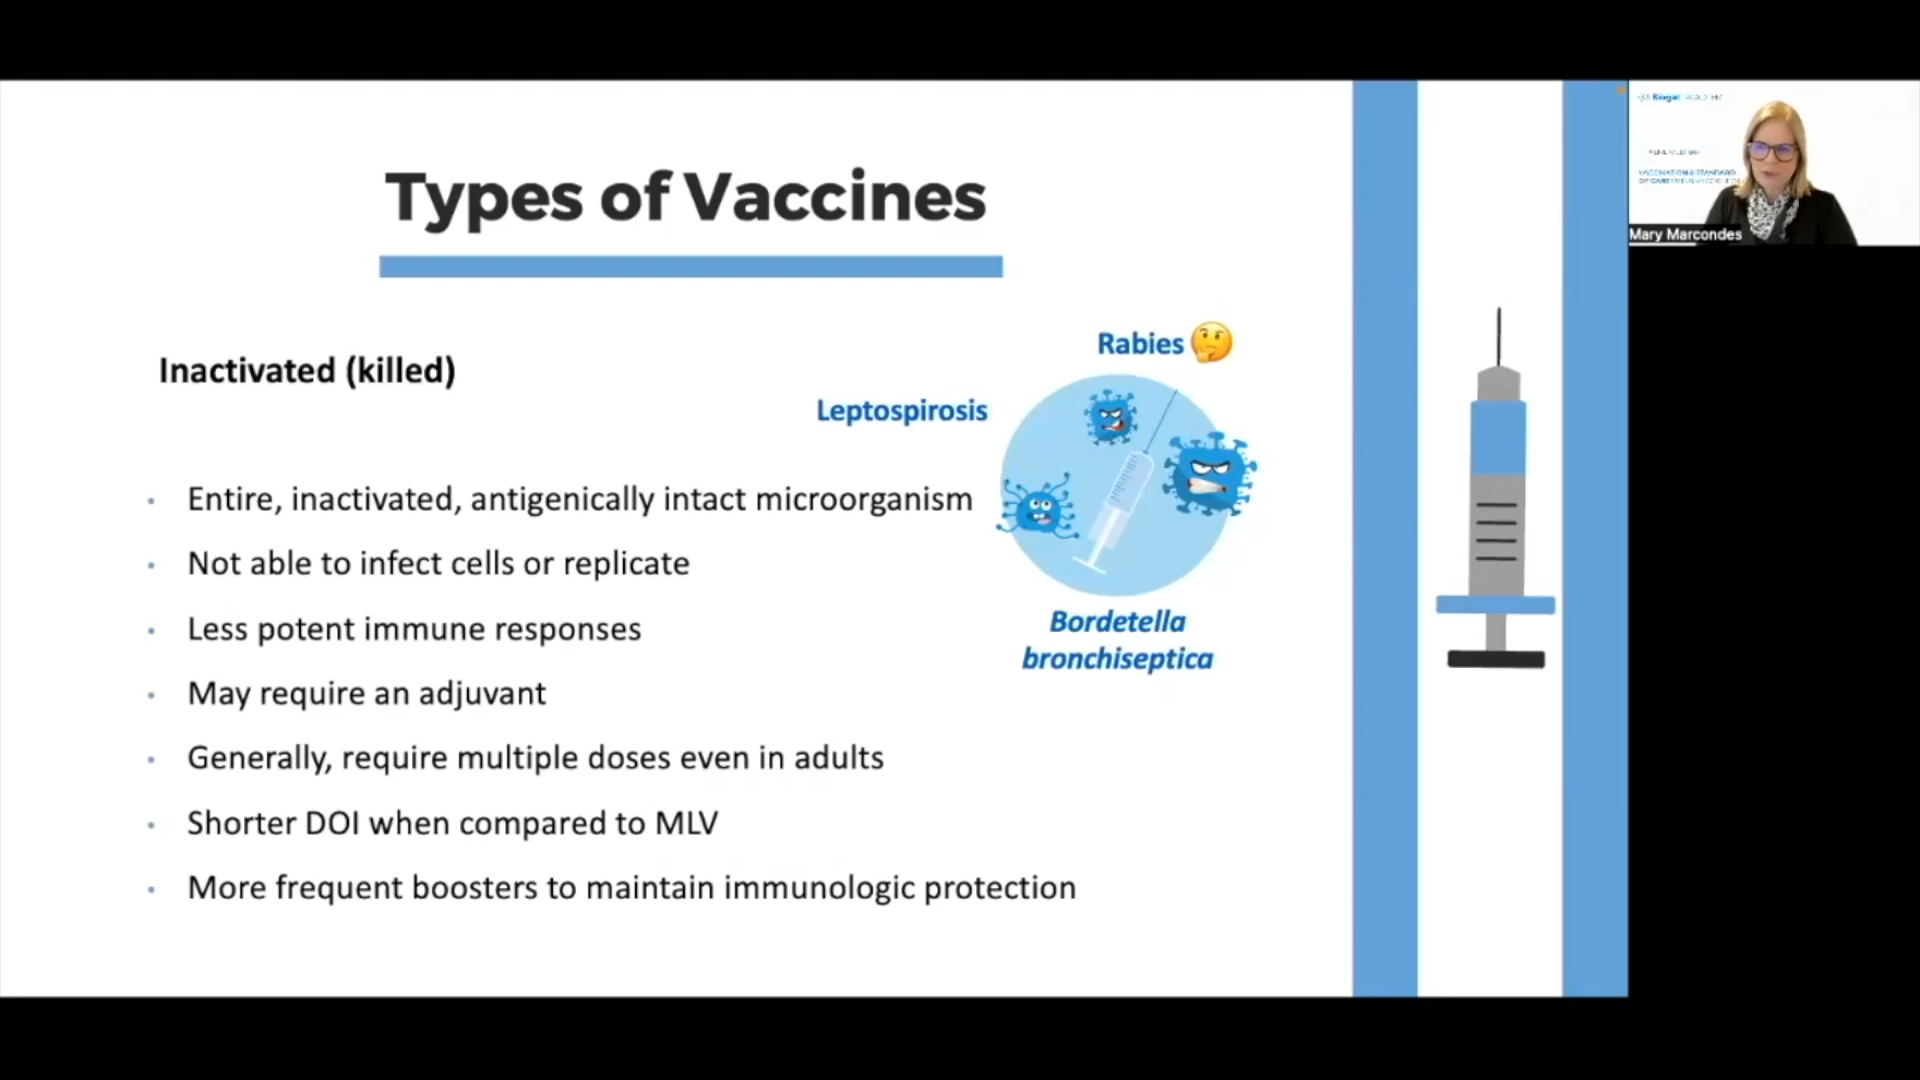 Types of Vaccines
Inactivated (killed)
Rabies
Leptospirosis
Bordetella
bronchiseptica
Entire, inactivated, antigenically intact microorganism
Not able to infect cells or replicate
Less potent immune responses
May require an adjuvant
Generally, require multiple doses even in adults
Shorter DOI when compared to MLV
More frequent boosters to maintain immunologic protection
Biogal
Mary Marcondes